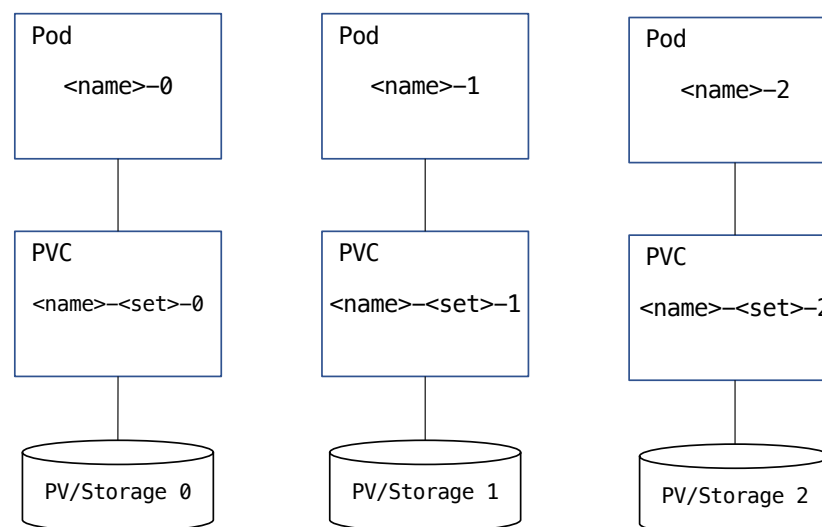 Pod
<name>-0
Pod
<name>-1
Pod
<name>-2
PVC
<name>-<set>-0
PVC
<name>-<set>-1
PVC
<name>-<set>-2
PV/Storage 0
PV/Storage 1
PV/Storage 2